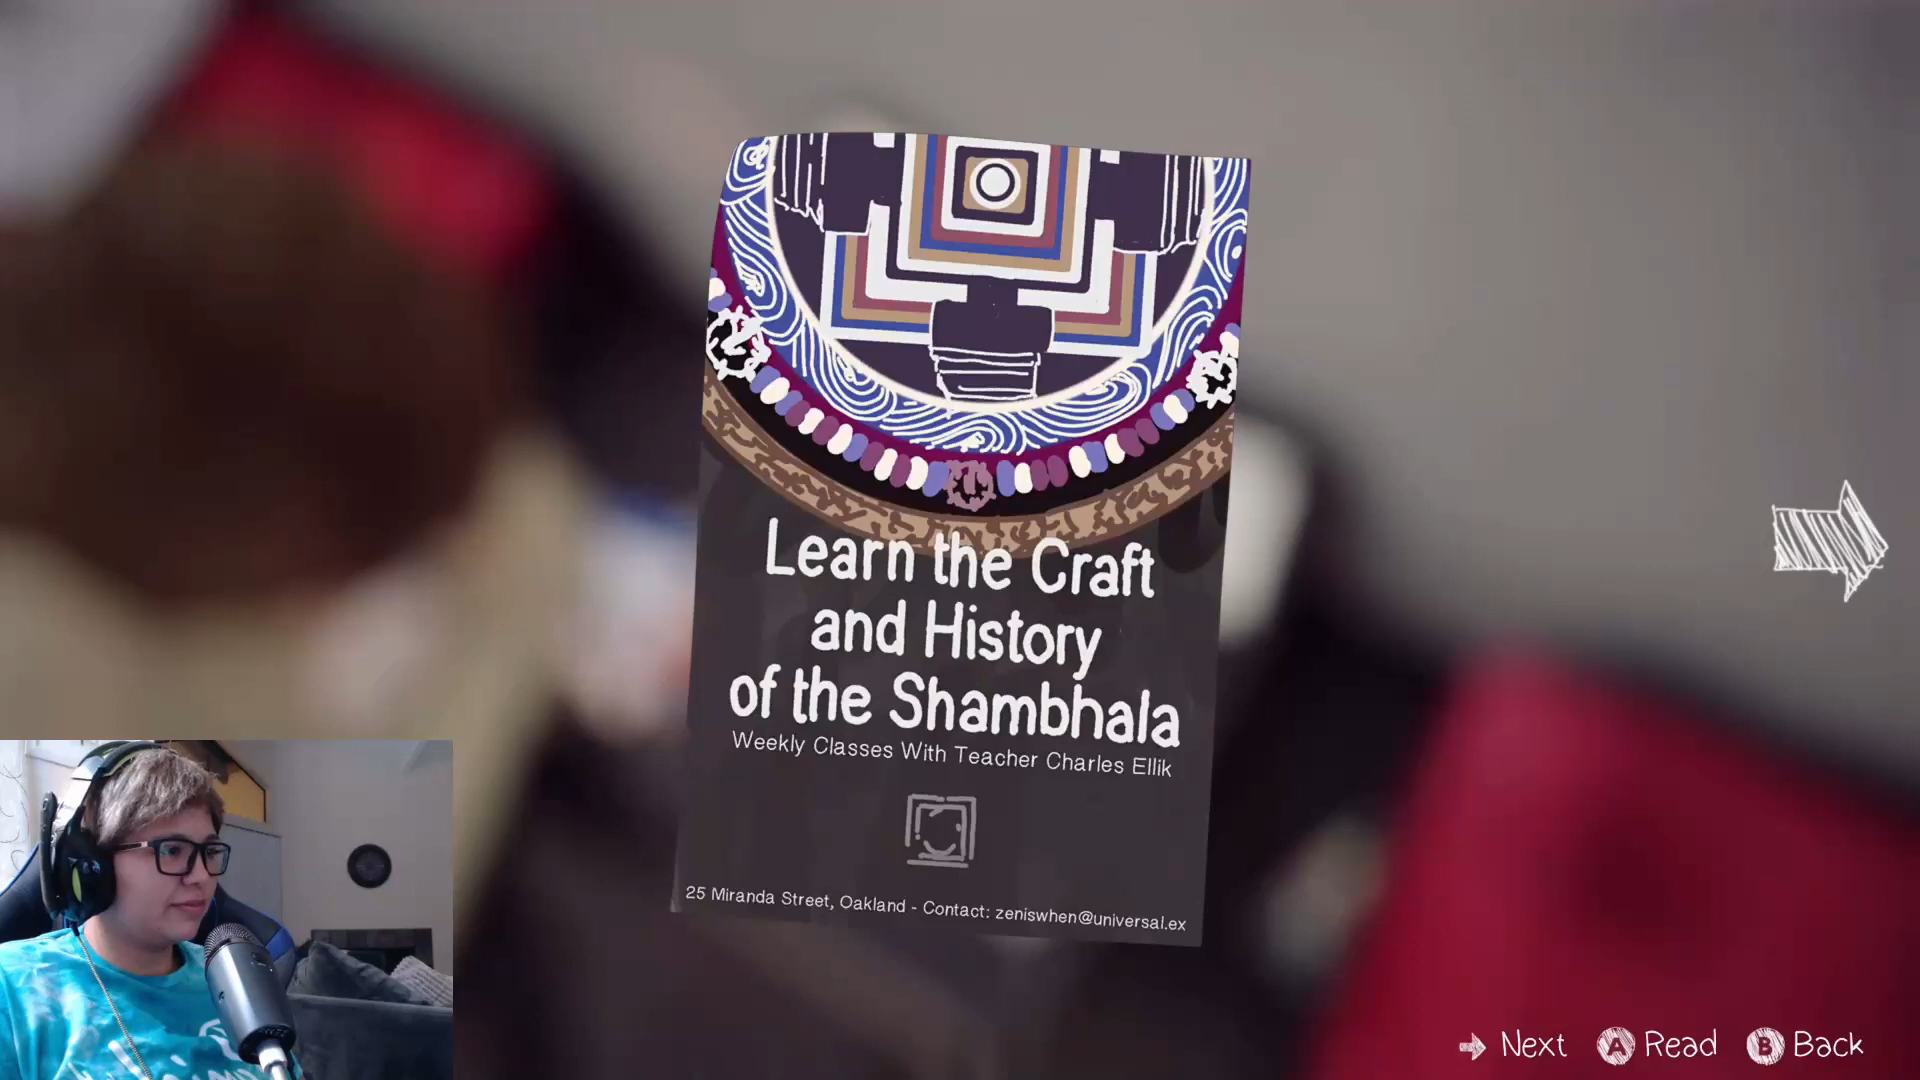 Learn the Craft
and History
of the Shambhala
Weekly Classes With Teacher Charles Ellik
25 Miranda Street, Oakland - Contact: zeniswhen@universal.ex
Next
A Read
B Back